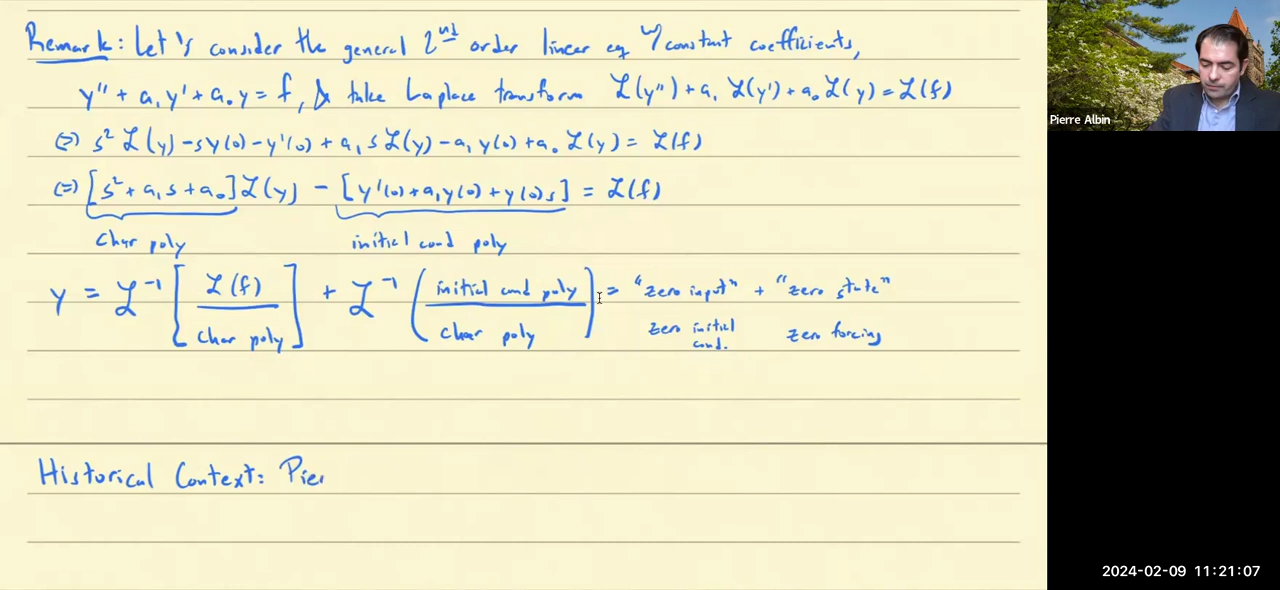 Remark: Let's consider the general 2nd order linear eq w/ constant coefficients,
y'' + a₁y' + a₀y = f, & take Laplace transform ℒ(y'') + a₁ ℒ(y') + a₀ ℒ(y) = ℒ(f)
(=) s² ℒ(y) - sy(0) - y'(0) + a₁ s ℒ(y) - a₁ y(0) + a₀ ℒ(y) = ℒ(f)
(=) [s² + a₁s + a₀] ℒ(y) - [y'(0) + a₁y(0) + y(0)s] = ℒ(f)
char poly initial cond poly
y = ℒ⁻¹ [ℒ(f) / char poly] + ℒ⁻¹ (initial cond poly / char poly) = "zero input" + "zero state"
zero initial cond. zero forcing
Historical Context: Pier
Pierre Albin
2024-02-09 11:21:07